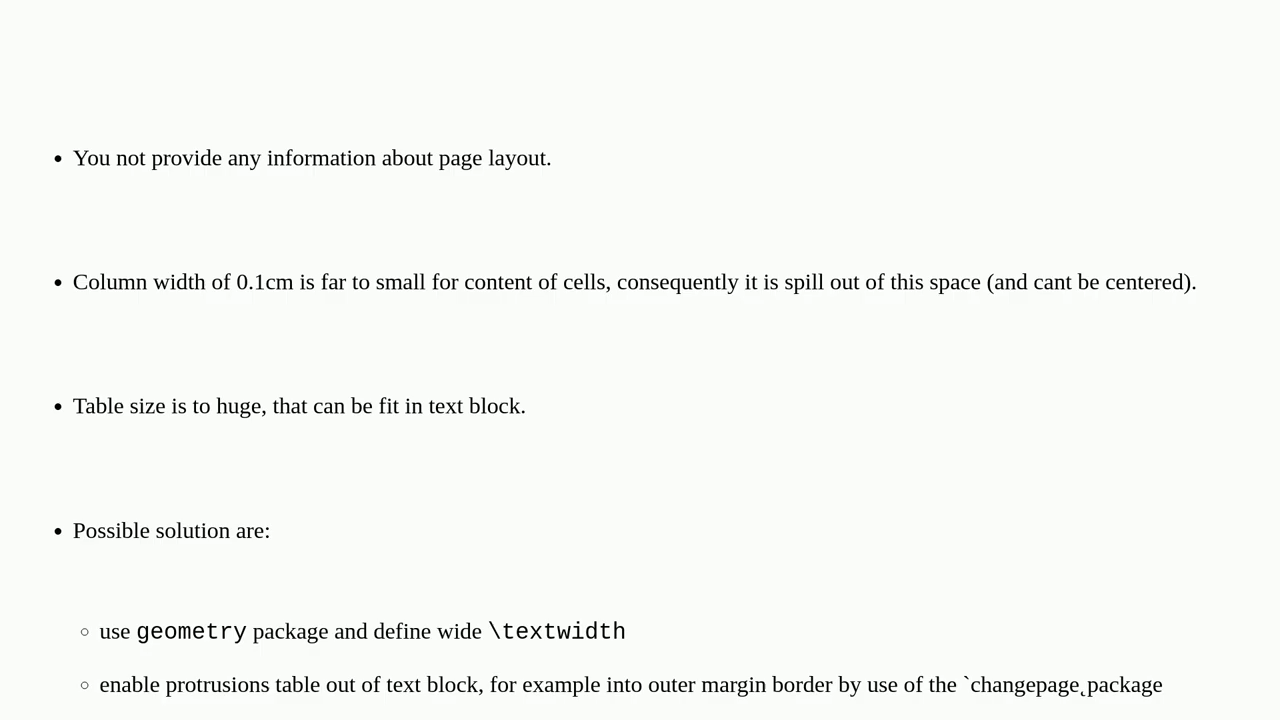 • You not provide any information about page layout.
• Column width of 0.1cm is far to small for content of cells, consequently it is spill out of this space (and cant be centered).
• Table size is to huge, that can be fit in text block.
• Possible solution are:
◦ use geometry package and define wide \textwidth
◦ enable protrusions table out of text block, for example into outer margin border by use of the `changepage˛package